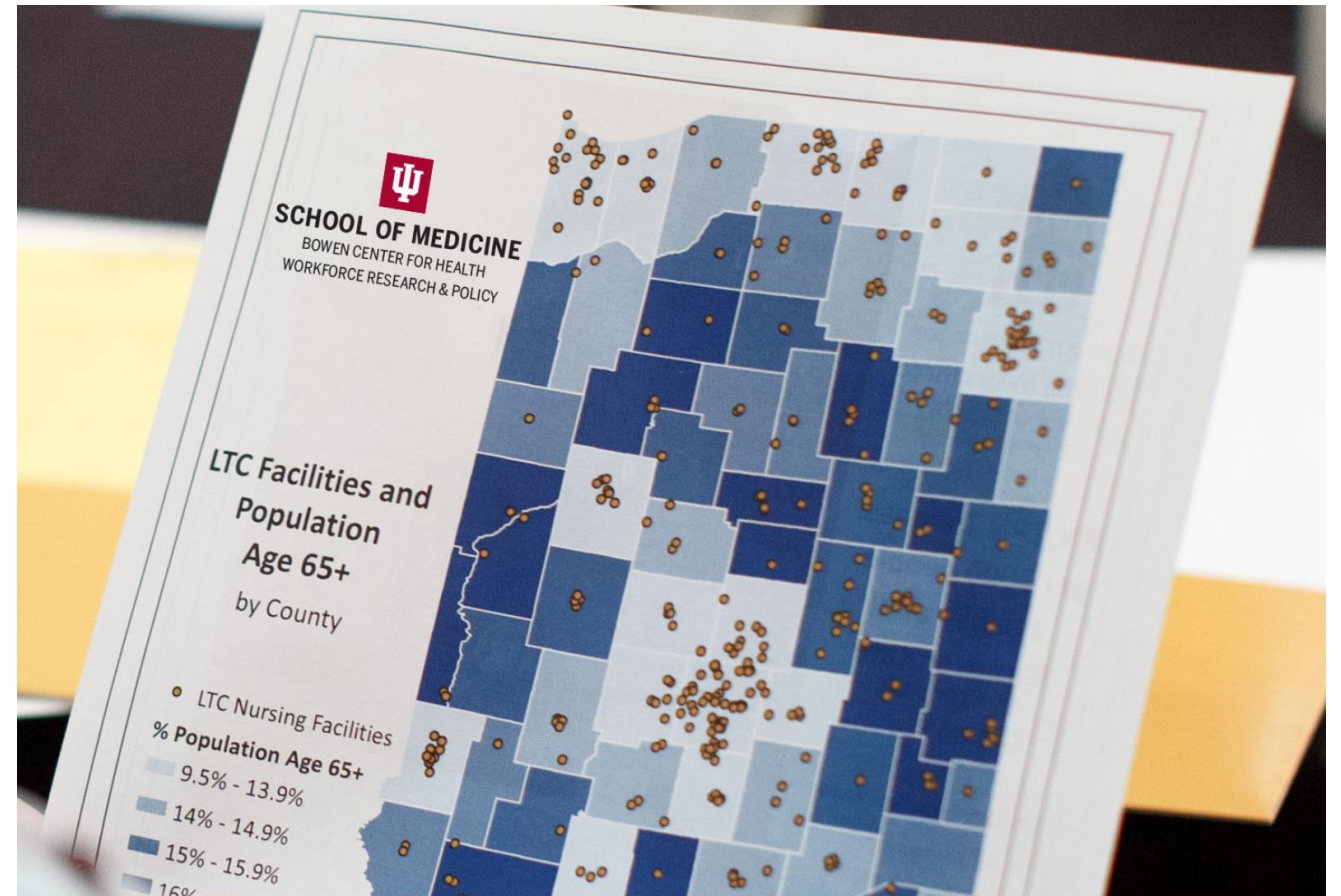 SCHOOL OF MEDICINE
BOWEN CENTER FOR HEALTH
WORKFORCE RESEARCH & POLICY
LTC Facilities and
Population
Age 65+
by County
LTC Nursing Facilities
% Population Age 65+
9.5% - 13.9%
14% - 14.9%
15% - 15.9%
16%